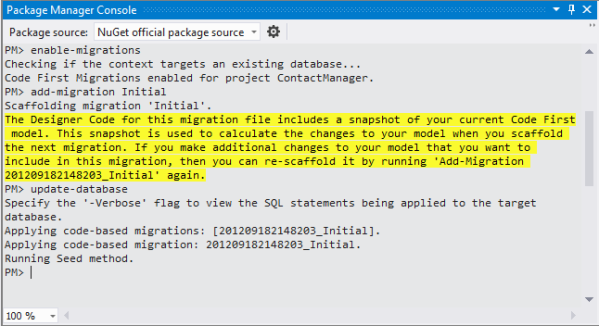 Package Manager Console
Package source: NuGet official package source
PM> enable-migrations
Checking if the context targets an existing database...
Code First Migrations enabled for project ContactManager.
PM> add-migration Initial
Scaffolding migration 'Initial'.
The Designer Code for this migration file includes a snapshot of your current Code First
model. This snapshot is used to calculate the changes to your model when you scaffold
the next migration. If you make additional changes to your model that you want to
include in this migration, then you can re-scaffold it by running 'Add-Migration
201209182148203_Initial' again.
PM> update-database
Specify the '-Verbose' flag to view the SQL statements being applied to the target
database.
Applying code-based migrations: [201209182148203_Initial].
Applying code-based migration: 201209182148203_Initial.
Running Seed method.
PM>
100 %